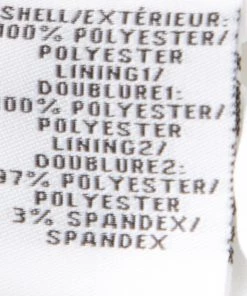 SHELL/EXTÉRIEUR:
100% POLYESTER/
POLYESTER
LINING1/
DOUBLURE1:
100% POLYESTER/
POLYESTER
LINING2/
DOUBLURE2:
97% POLYESTER/
POLYESTER
3% SPANDEX/
SPANDEX